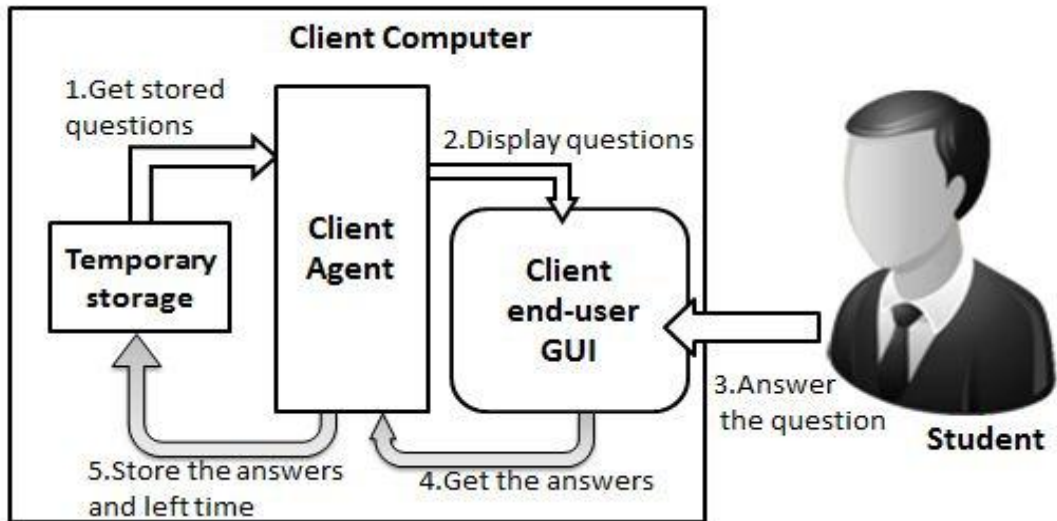 Client Computer
1.Get stored
questions
2.Display questions
Client
Agent
Temporary
storage
Client
end-user
GUI
3.Answer
the question
Student
4.Get the answers
5.Store the answers
and left time